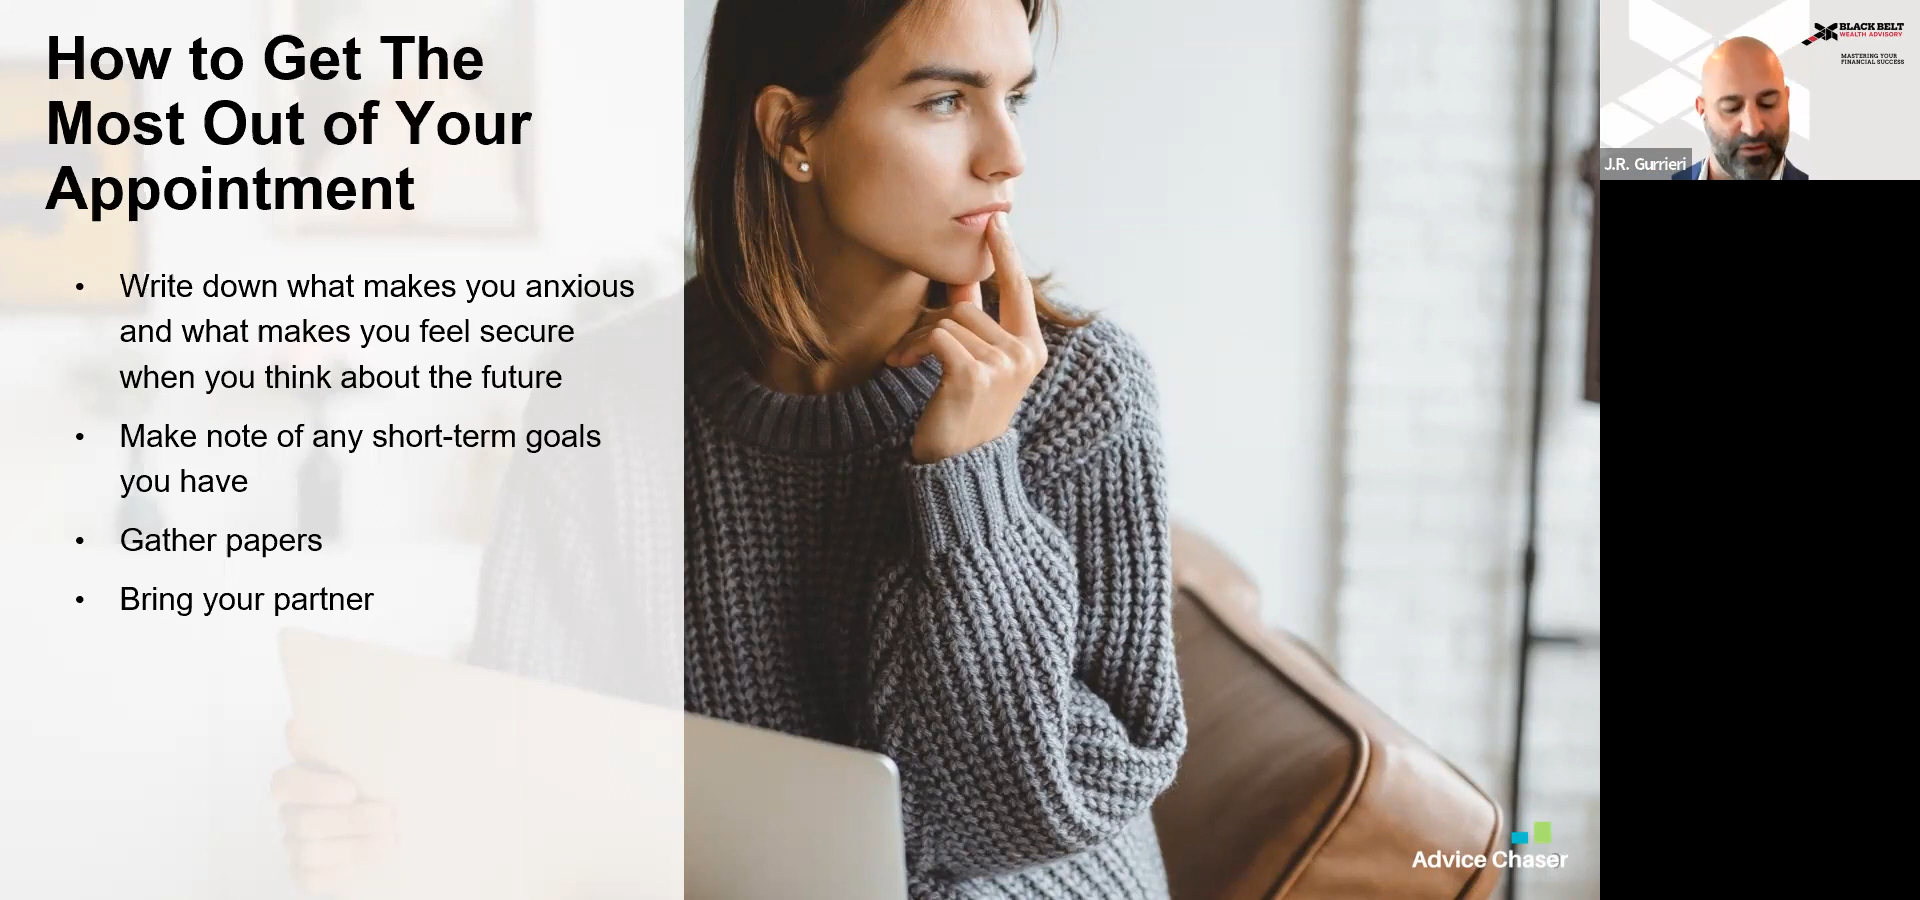 How to Get The
Most Out of Your
Appointment
• Write down what makes you anxious
and what makes you feel secure
when you think about the future
• Make note of any short-term goals
you have
• Gather papers
• Bring your partner
Advice Chaser
BLACK BELT
WEALTH ADVISORY
MASTERING YOUR
FINANCIAL SUCCESS
J.R. Gurrieri